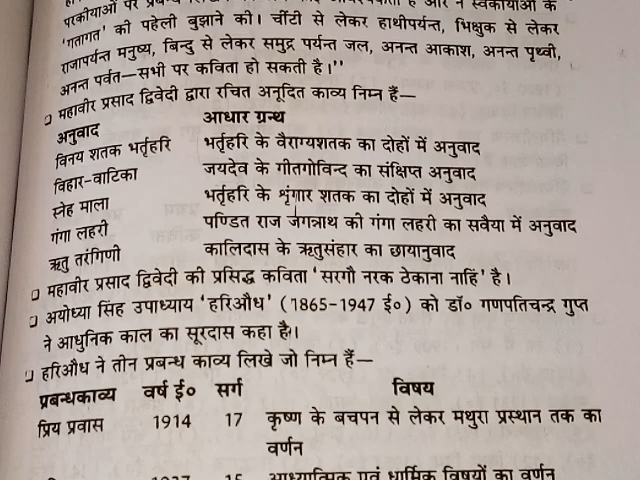 परकीयाओं पर प्रबन्ध
'गतागत' की पहेली बुझाने की। चींटी से लेकर हाथीपर्यन्त, भिक्षुक से लेकर
राजापर्यन्त मनुष्य, बिन्दु से लेकर समुद्र पर्यन्त जल, अनन्त आकाश, अनन्त पृथ्वी,
अनन्त पर्वत—सभी पर कविता हो सकती है।"
❑ महावीर प्रसाद द्विवेदी द्वारा रचित अनूदित काव्य निम्न हैं—
अनुवाद आधार ग्रन्थ
विनय शतक भर्तृहरि भर्तृहरि के वैराग्यशतक का दोहों में अनुवाद
विहार-वाटिका जयदेव के गीतगोविन्द का संक्षिप्त अनुवाद
स्नेह माला भर्तृहरि के शृंगार शतक का दोहों में अनुवाद
गंगा लहरी पण्डित राज जगन्नाथ की गंगा लहरी का सवैया में अनुवाद
ऋतु तरंगिणी कालिदास के ऋतुसंहार का छायानुवाद
❑ महावीर प्रसाद द्विवेदी की प्रसिद्ध कविता 'सरगौ नरक ठेकाना नाहिं' है।
❑ अयोध्या सिंह उपाध्याय 'हरिऔध' (1865-1947 ई०) को डॉ० गणपतिचन्द्र गुप्त
ने आधुनिक काल का सूरदास कहा है।
❑ हरिऔध ने तीन प्रबन्ध काव्य लिखे जो निम्न हैं—
प्रबन्धकाव्य वर्ष ई० सर्ग विषय
प्रिय प्रवास 1914 17 कृष्ण के बचपन से लेकर मथुरा प्रस्थान तक का
वर्णन
1937 15 आध्यात्मिक एवं धार्मिक विषयों का वर्णन